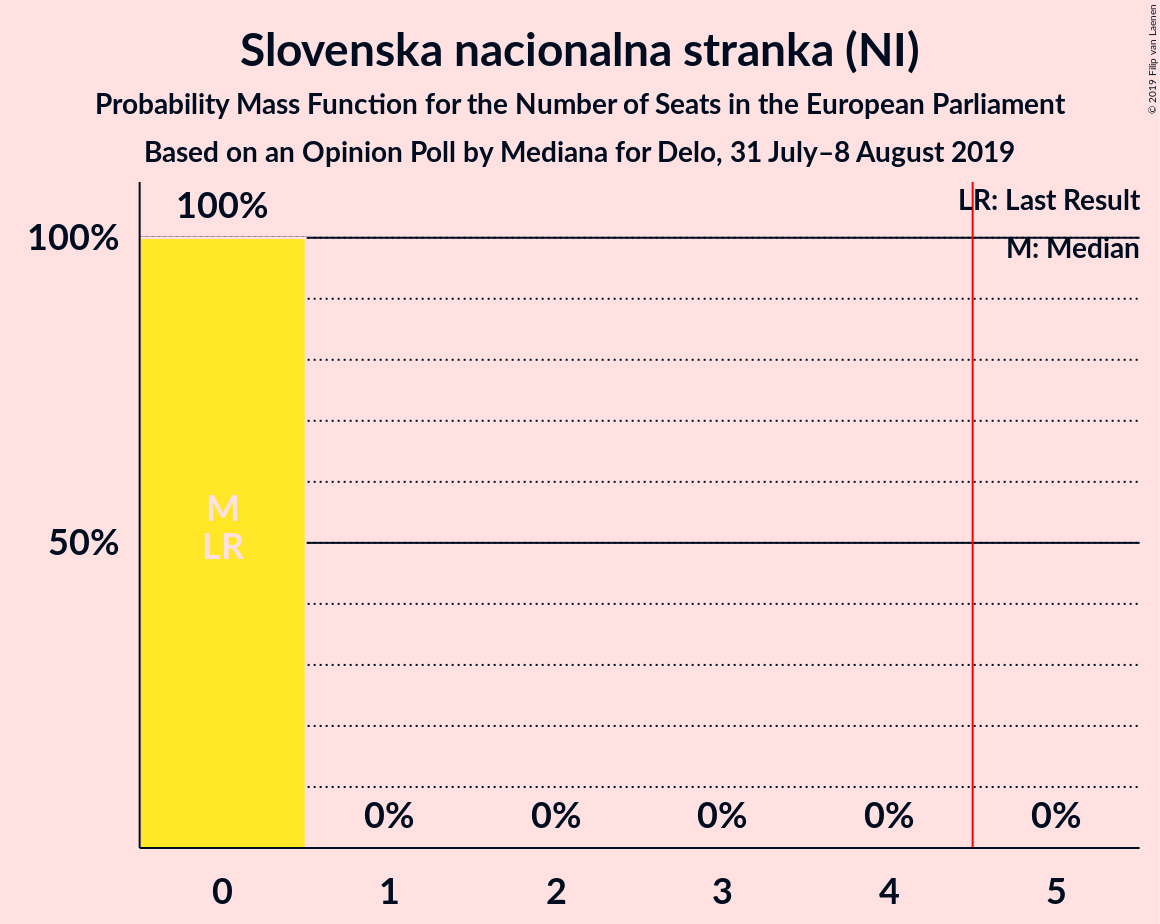 Slovenska nacionalna stranka (NI)
Probability Mass Function for the Number of Seats in the European Parliament
Based on an Opinion Poll by Mediana for Delo, 31 July–8 August 2019
© 2019 Filip van Laenen
LR: Last Result
M: Median
100%
100%
50%
M
LR
0% 0% 0% 0% 0%
0 1 2 3 4 5